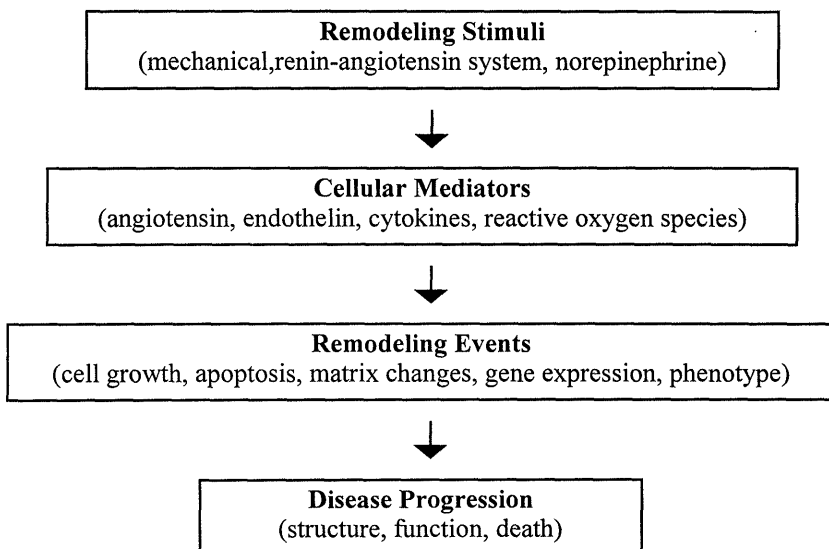 Remodeling Stimuli
(mechanical,renin-angiotensin system, norepinephrine)
Cellular Mediators
(angiotensin, endothelin, cytokines, reactive oxygen species)
Remodeling Events
(cell growth, apoptosis, matrix changes, gene expression, phenotype)
Disease Progression
(structure, function, death)